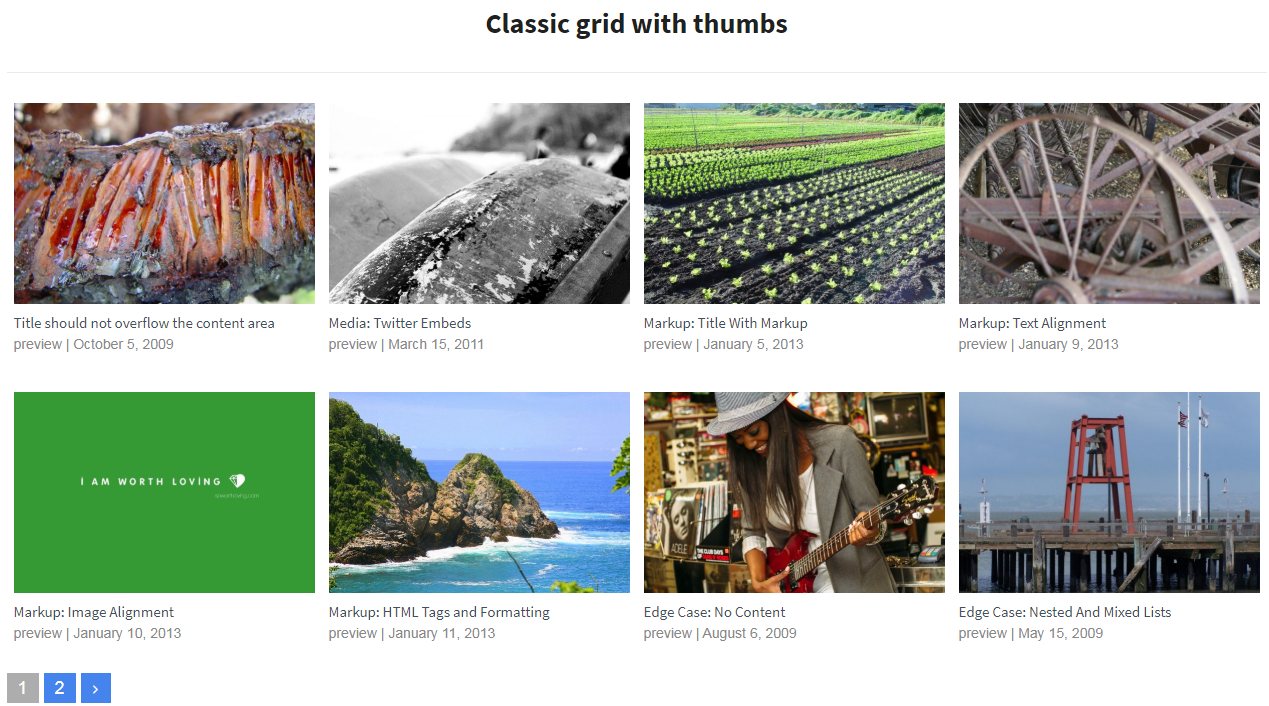 Classic grid with thumbs
Title should not overflow the content area
preview | October 5, 2009
Media: Twitter Embeds
preview | March 15, 2011
Markup: Title With Markup
preview | January 5, 2013
Markup: Text Alignment
preview | January 9, 2013
I AM WORTH LOVING
Markup: Image Alignment
preview | January 10, 2013
Markup: HTML Tags and Formatting
preview | January 11, 2013
ADELE
THE CLUB DAYS
Edge Case: No Content
preview | August 6, 2009
Edge Case: Nested And Mixed Lists
preview | May 15, 2009
1 2 ›